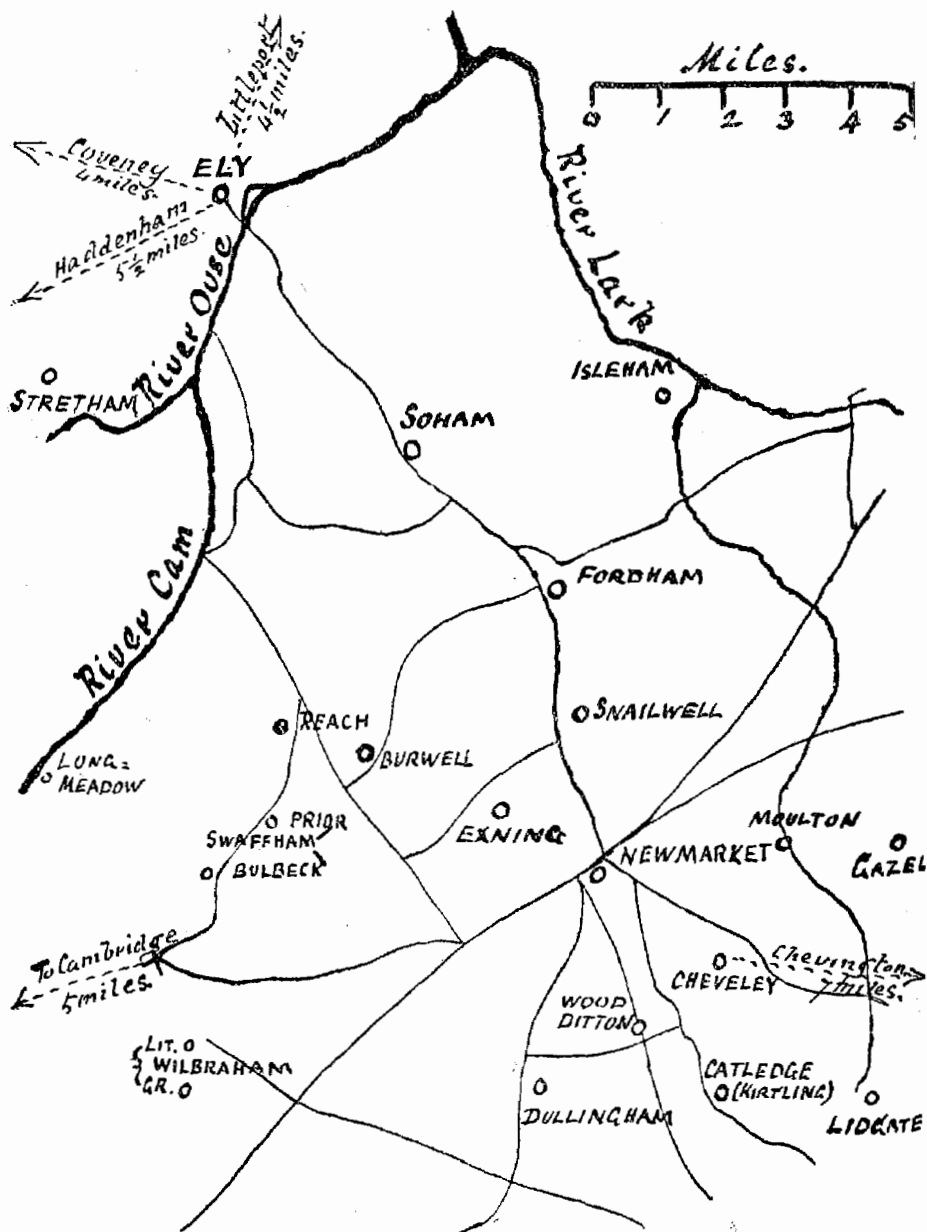 Miles.
0 1 2 3 4 5
Littleport
4½ miles.
Coveney
4 miles.
ELY
Haddenham
5½ miles.
River Ouse
River Lark
STRETHAM
ISLEHAM
SOHAM
River Cam
FORDHAM
REACH
SNAILWELL
BURWELL
LUNG=
MEADOW
PRIOR
SWAFFHAM
BULBECK
EXNING
NEWMARKET
MOULTON
GAZEL
To Cambridge
5 miles.
CHEVELEY
Chevington
7 miles.
WOOD
DITTON
LIT.
WILBRAHAM
GR.
CATLEDGE
(KIRTLING)
DULLINGHAM
LIDGATE